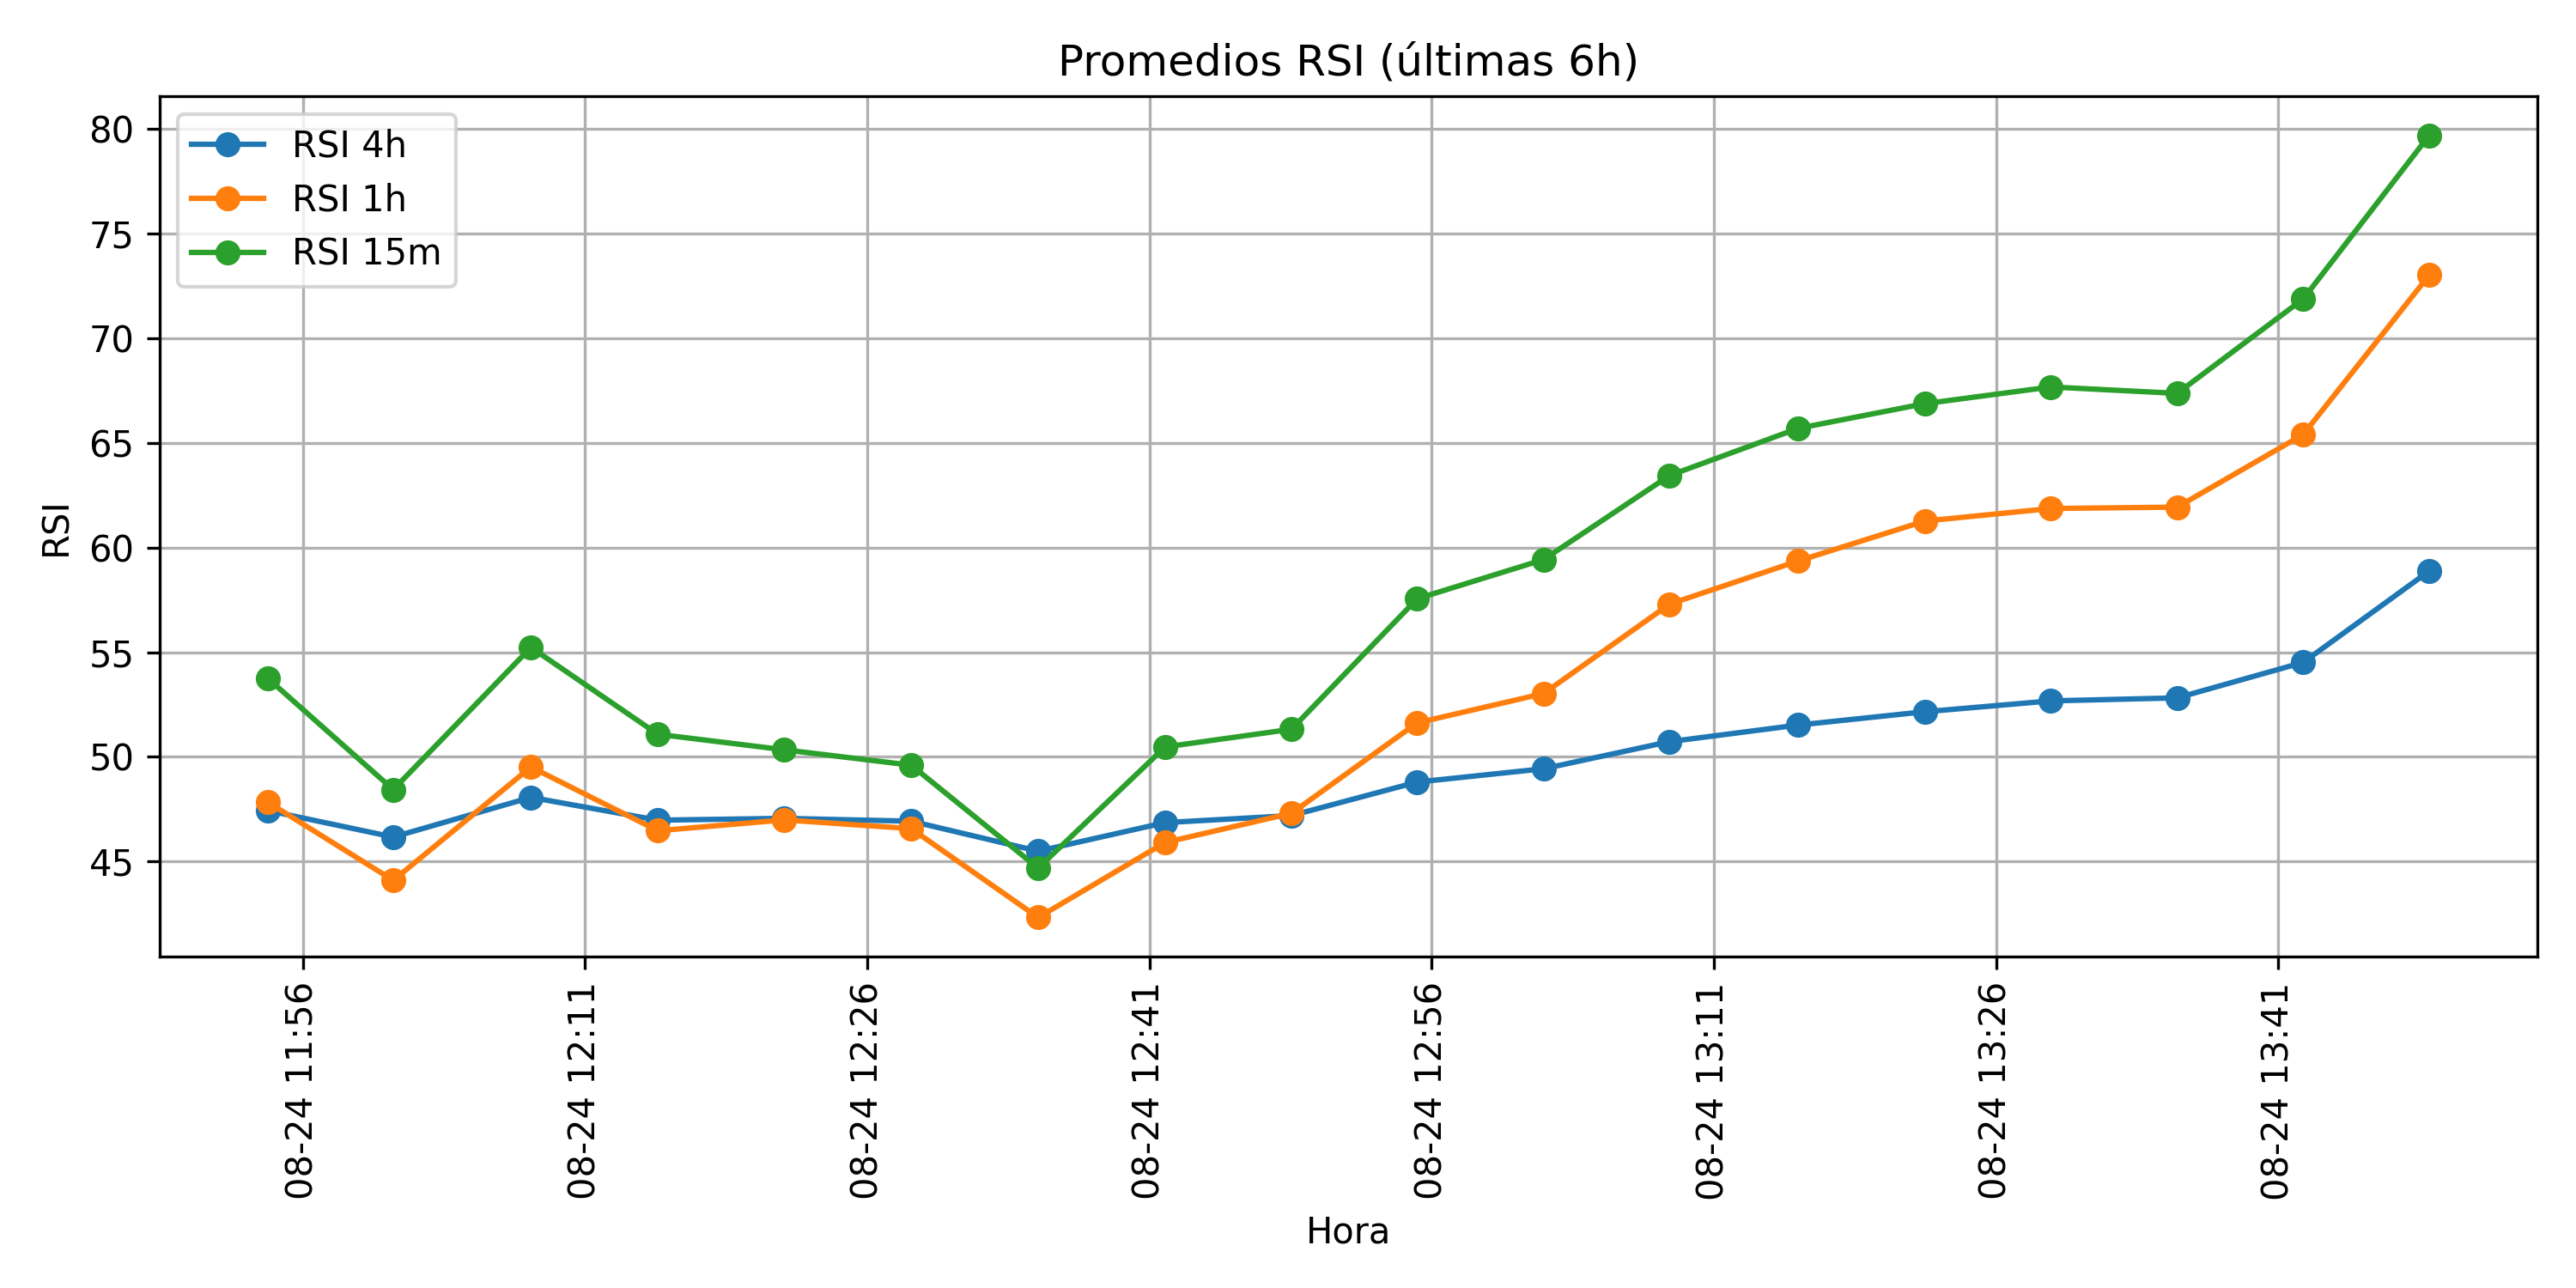 Promedios RSI (últimas 6h)
RSI 4h
RSI 1h
RSI 15m
80
75
70
65
60
55
50
45
RSI
08-24 11:56
08-24 12:11
08-24 12:26
08-24 12:41
08-24 12:56
08-24 13:11
08-24 13:26
08-24 13:41
Hora